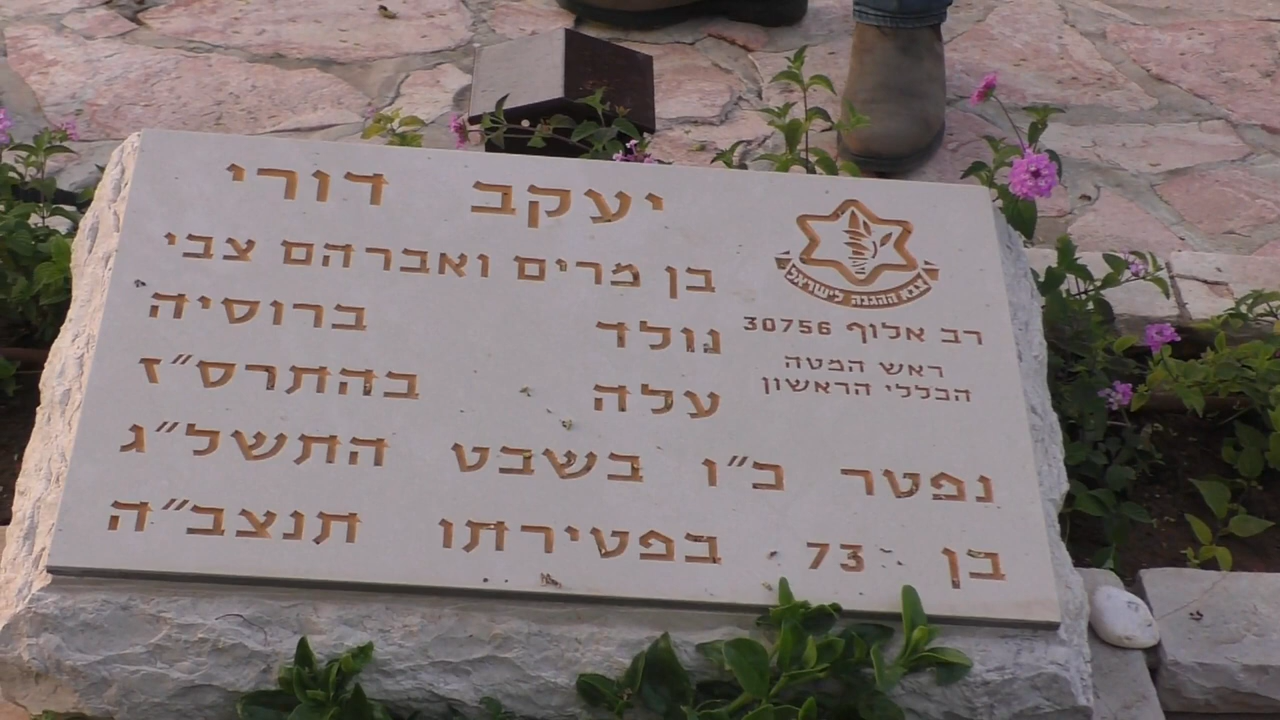 יעקב דורי
בן מרים ואברהם צבי
נולד ברוסיה
עלה בהתרס״ז
צבא ההגנה לישראל
רב אלוף 30756
ראש המטה
הכללי הראשון
נפטר כ״ו בשבט התשל״ג
בן 73 בפטירתו תנצב״ה